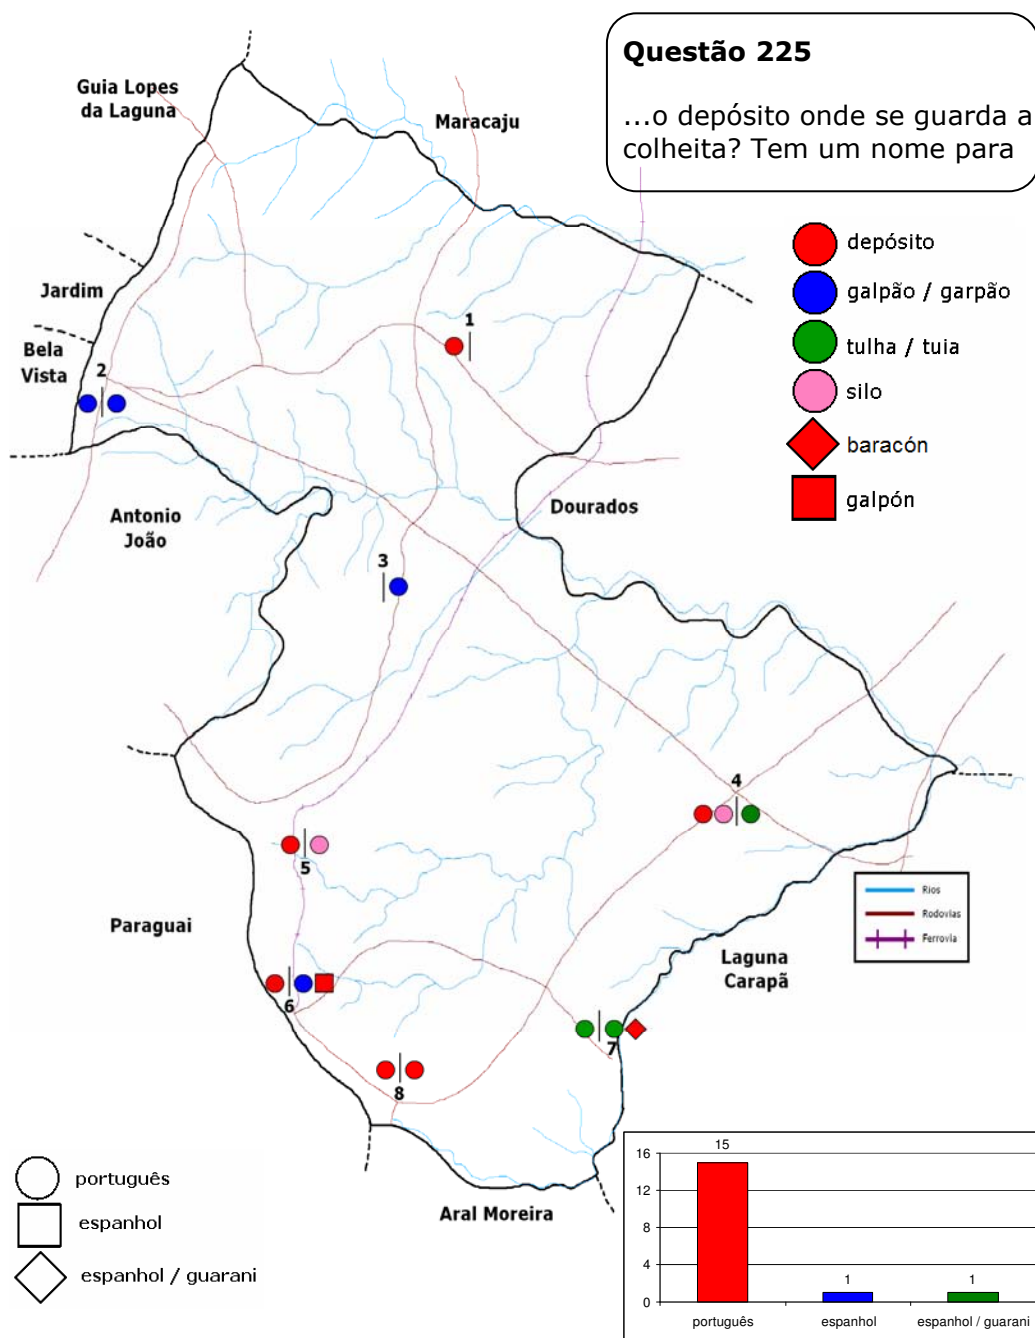 Questão 225
...o depósito onde se guarda a
colheita? Tem um nome para
Guia Lopes
da Laguna
Maracaju
depósito
galpão / garpão
tulha / tuia
silo
baracón
galpón
Jardim
Bela
Vista
1
2
Antonio
João
Dourados
3
4
5
Rios
Rodovias
Ferrovia
Paraguai
Laguna
Carapã
6
7
8
Aral Moreira
português
espanhol
espanhol / guarani
16
12
8
4
0
15
1
1
português
espanhol
espanhol / guarani